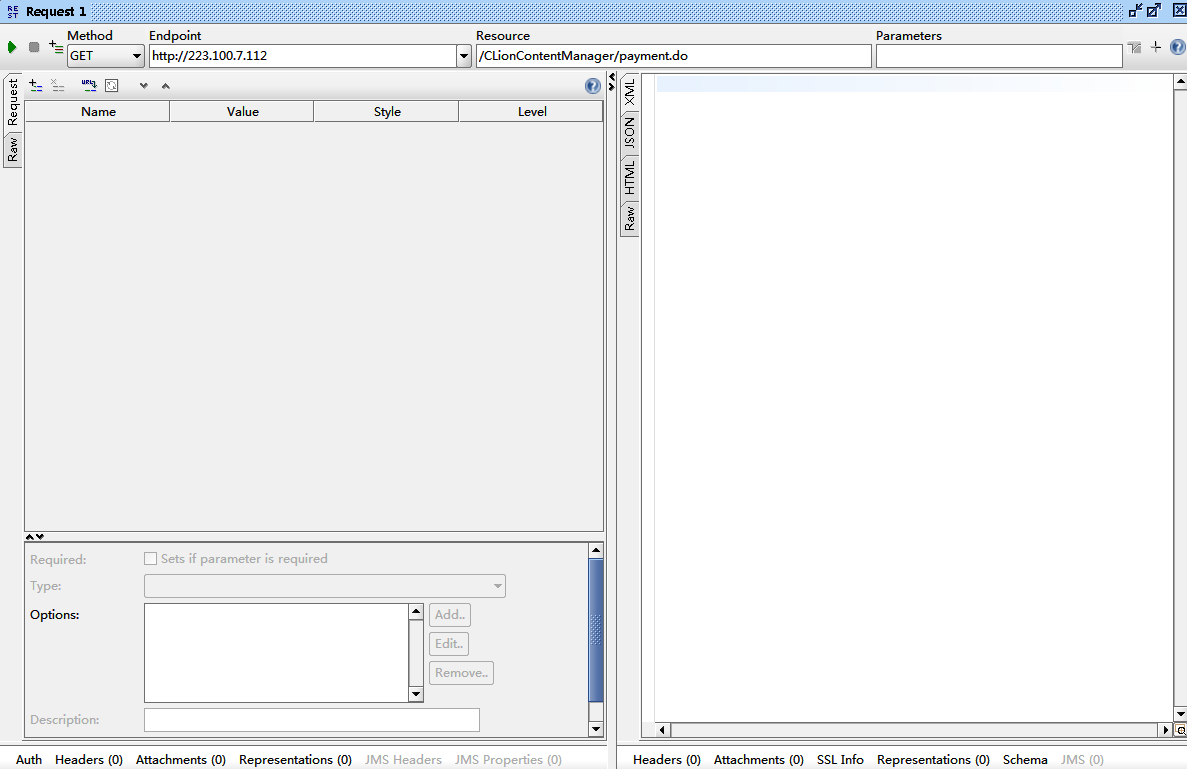 REST Request 1
Method Endpoint Resource Parameters
GET http://223.100.7.112 /CLionContentManager/payment.do
Request
Raw
Name Value Style Level
Required: Sets if parameter is required
Type:
Options: Add..
Edit..
Remove..
Description:
Auth Headers (0) Attachments (0) Representations (0) JMS Headers JMS Properties (0)
XML
JSON
HTML
Raw
Headers (0) Attachments (0) SSL Info Representations (0) Schema JMS (0)